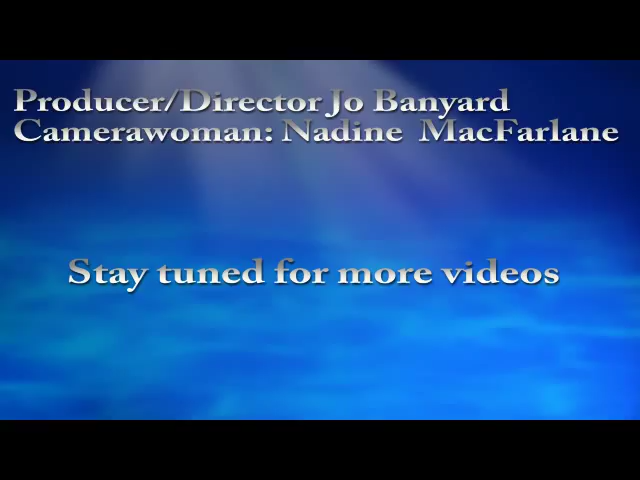 Producer/Director Jo Banyard
Camerawoman: Nadine MacFarlane
Stay tuned for more videos